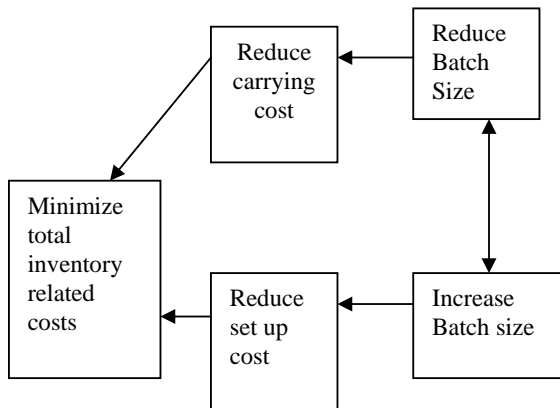 Reduce
carrying
cost
Reduce
Batch
Size
Minimize
total
inventory
related
costs
Reduce
set up
cost
Increase
Batch size